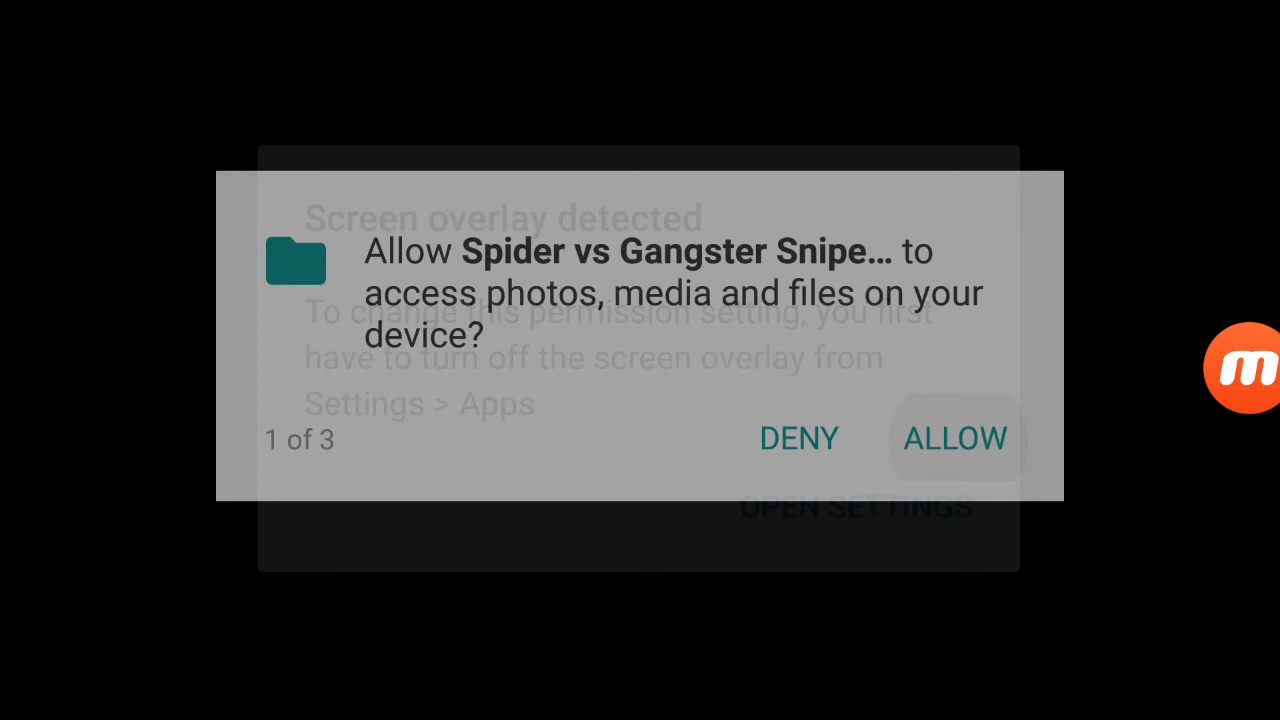 Screen overlay detected
Allow Spider vs Gangster Snipe... to
access photos, media and files on your
device?
To change this permission setting, you first
have to turn off the screen overlay from
Settings > Apps
1 of 3
DENY
ALLOW
OPEN SETTINGS
m